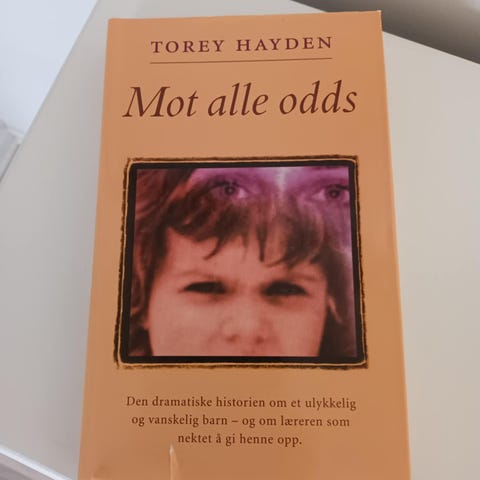 TOREY HAYDEN
Mot alle odds
Den dramatiske historien om et ulykkelig
og vanskelig barn – og om læreren som
nektet å gi henne opp.